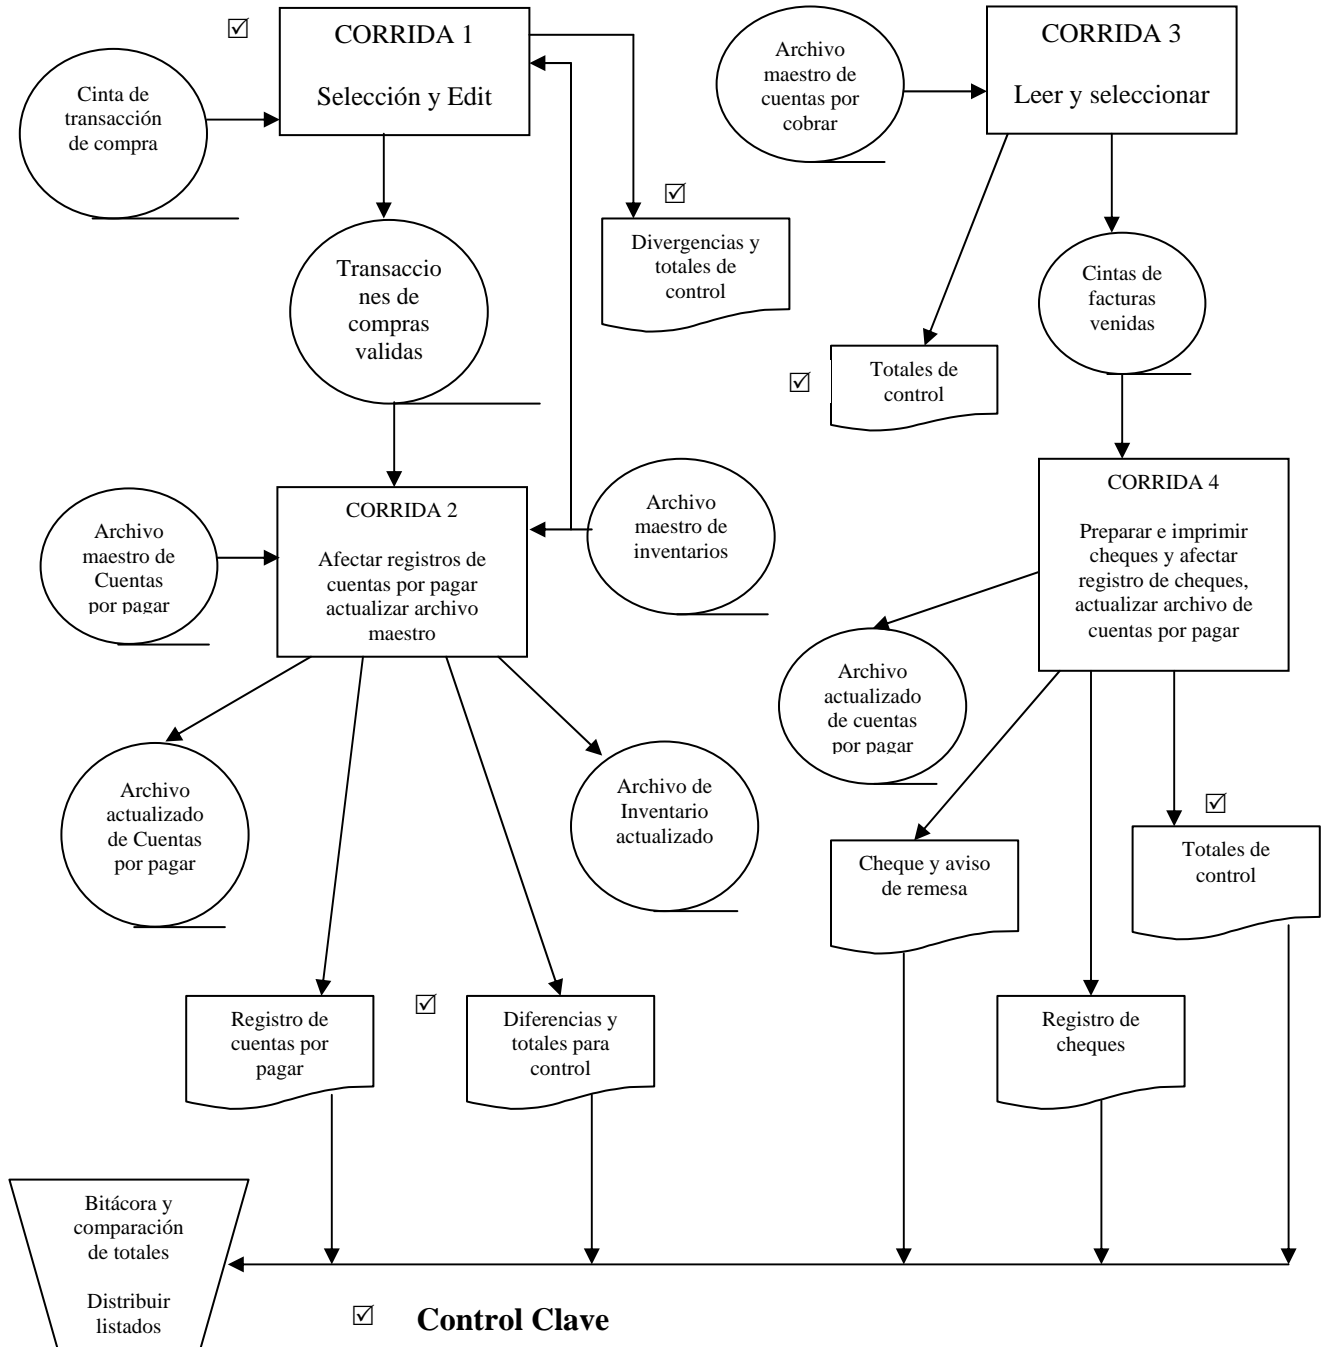 CORRIDA 1
Selección y Edit
Cinta de
transacción
de compra
Transaccio
nes de
compras
validas
Divergencias y
totales de
control
CORRIDA 2
Afectar registros de
cuentas por pagar
actualizar archivo
maestro
Archivo
maestro de
Cuentas
por pagar
Archivo
maestro de
inventarios
Archivo
actualizado
de Cuentas
por pagar
Archivo de
Inventario
actualizado
Registro de
cuentas por
pagar
Diferencias y
totales para
control
Archivo
maestro de
cuentas por
cobrar
CORRIDA 3
Leer y seleccionar
Totales de
control
Cintas de
facturas
venidas
CORRIDA 4
Preparar e imprimir
cheques y afectar
registro de cheques,
actualizar archivo de
cuentas por pagar
Archivo
actualizado
de cuentas
por pagar
Cheque y aviso
de remesa
Registro de
cheques
Totales de
control
Bitácora y
comparación
de totales
Distribuir
listados
☑ Control Clave